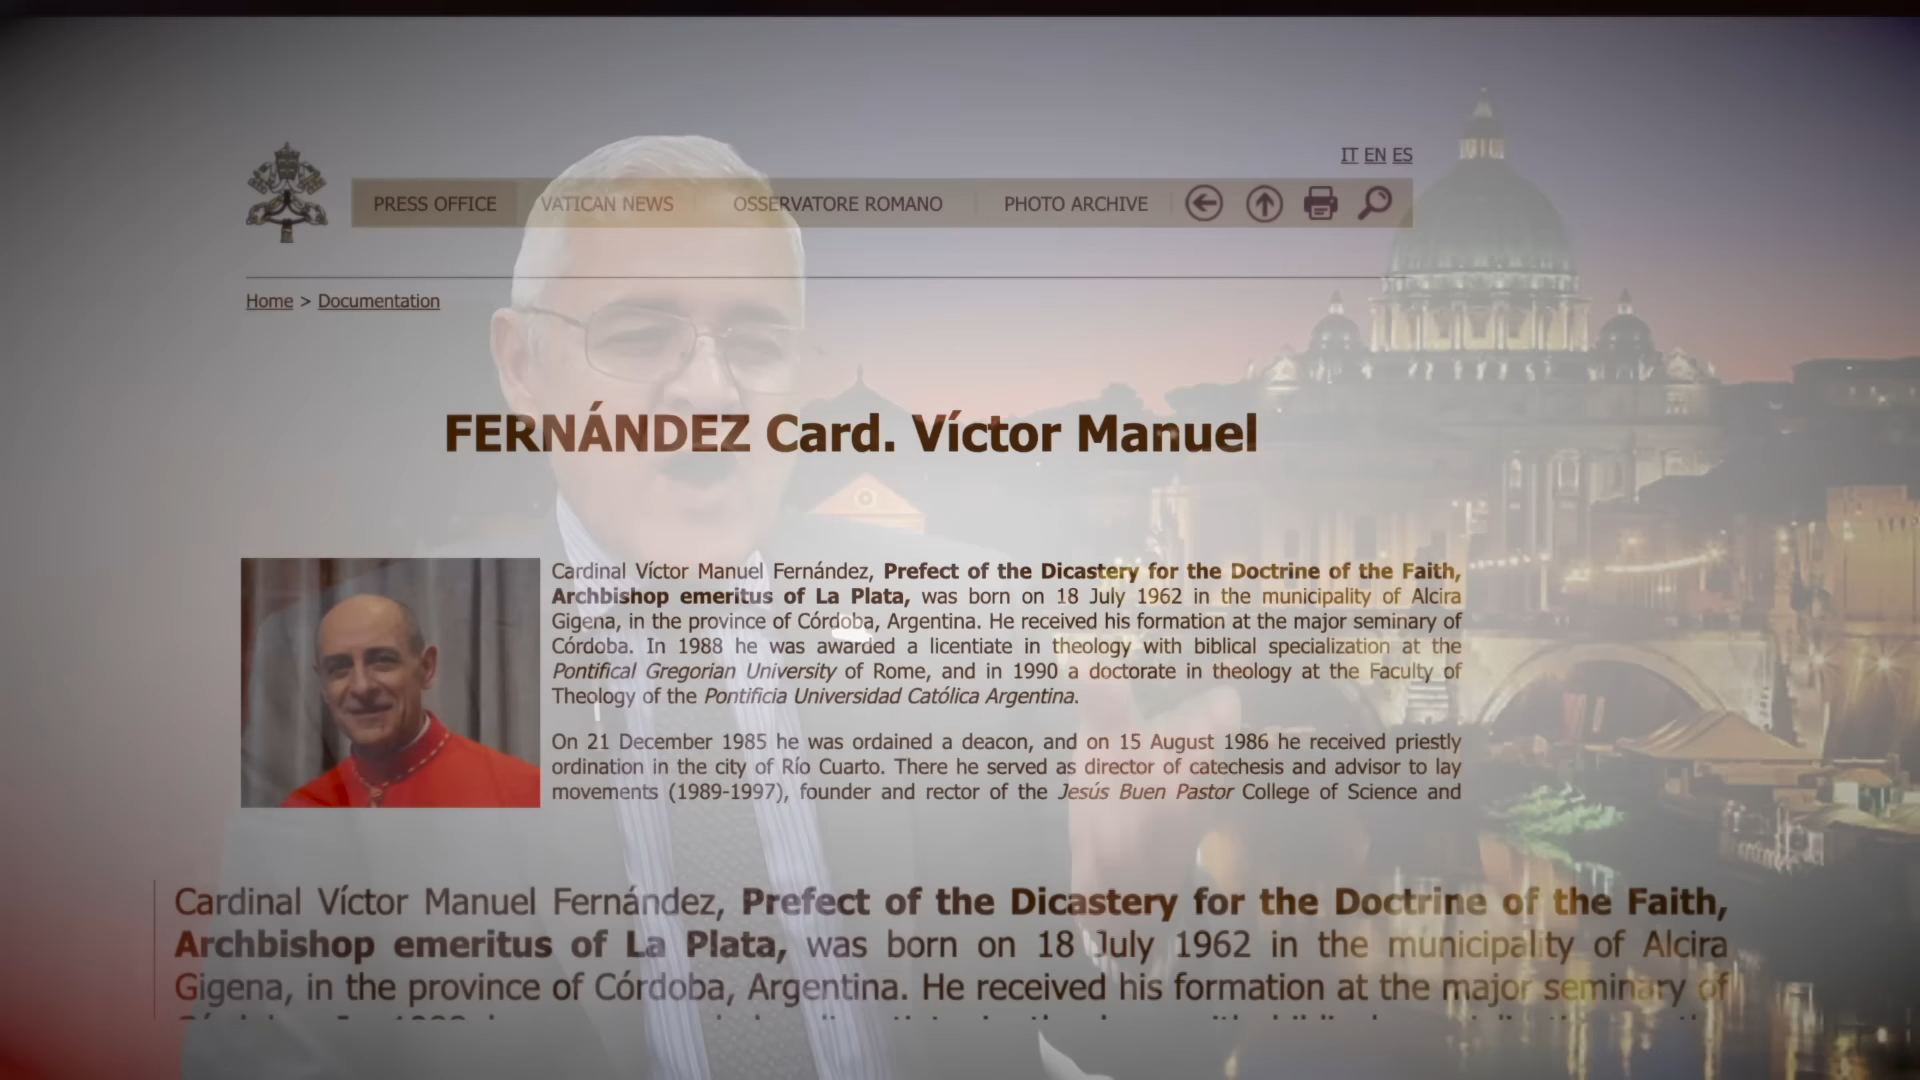 IT EN ES
PRESS OFFICE VATICAN NEWS OSSERVATORE ROMANO PHOTO ARCHIVE
Home > Documentation
FERNÁNDEZ Card. Víctor Manuel
Cardinal Víctor Manuel Fernández, Prefect of the Dicastery for the Doctrine of the Faith,
Archbishop emeritus of La Plata, was born on 18 July 1962 in the municipality of Alcira
Gigena, in the province of Córdoba, Argentina. He received his formation at the major seminary of
Córdoba. In 1988 he was awarded a licentiate in theology with biblical specialization at the
Pontifical Gregorian University of Rome, and in 1990 a doctorate in theology at the Faculty of
Theology of the Pontificia Universidad Católica Argentina.
On 21 December 1985 he was ordained a deacon, and on 15 August 1986 he received priestly
ordination in the city of Río Cuarto. There he served as director of catechesis and advisor to lay
movements (1989-1997), founder and rector of the Jesús Buen Pastor College of Science and
Cardinal Víctor Manuel Fernández, Prefect of the Dicastery for the Doctrine of the Faith,
Archbishop emeritus of La Plata, was born on 18 July 1962 in the municipality of Alcira
Gigena, in the province of Córdoba, Argentina. He received his formation at the major seminary of